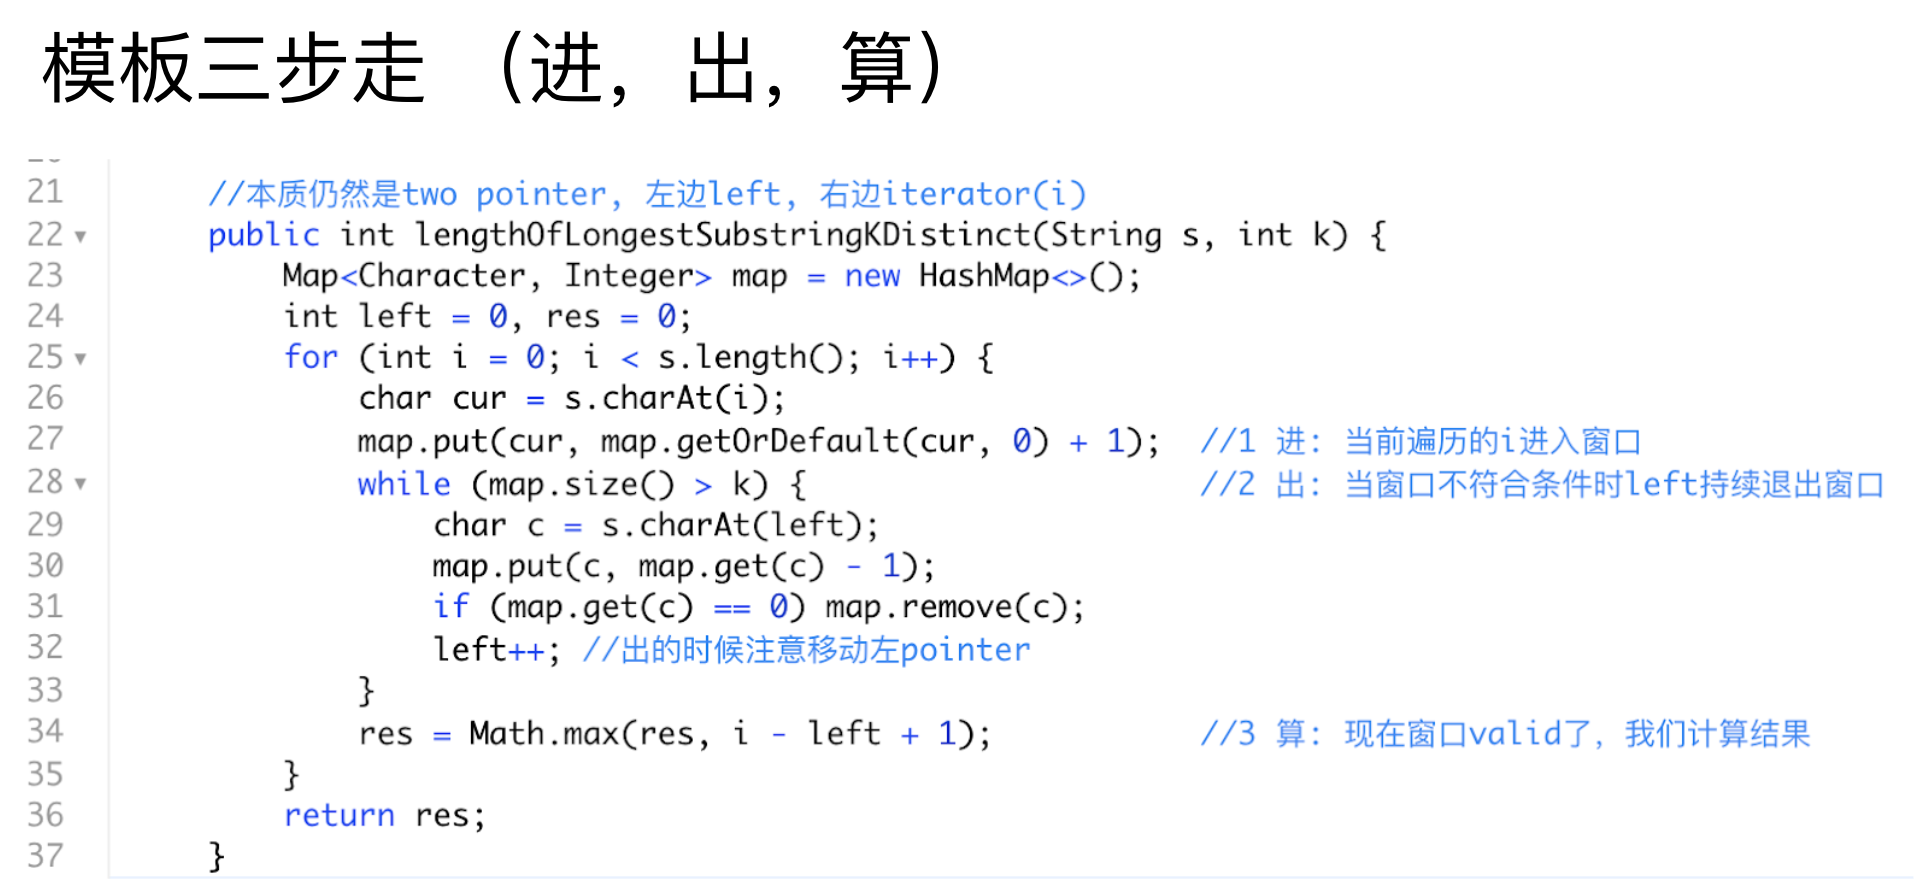 模板三步走 （进，出，算）
21 //本质仍然是two pointer, 左边left, 右边iterator(i)
22 ▼ public int lengthOfLongestSubstringKDistinct(String s, int k) {
23 Map<Character, Integer> map = new HashMap<>();
24 int left = 0, res = 0;
25 ▼ for (int i = 0; i < s.length(); i++) {
26 char cur = s.charAt(i);
27 map.put(cur, map.getOrDefault(cur, 0) + 1); //1 进: 当前遍历的i进入窗口
28 ▼ while (map.size() > k) { //2 出: 当窗口不符合条件时left持续退出窗口
29 char c = s.charAt(left);
30 map.put(c, map.get(c) - 1);
31 if (map.get(c) == 0) map.remove(c);
32 left++; //出的时候注意移动左pointer
33 }
34 res = Math.max(res, i - left + 1); //3 算: 现在窗口valid了, 我们计算结果
35 }
36 return res;
37 }